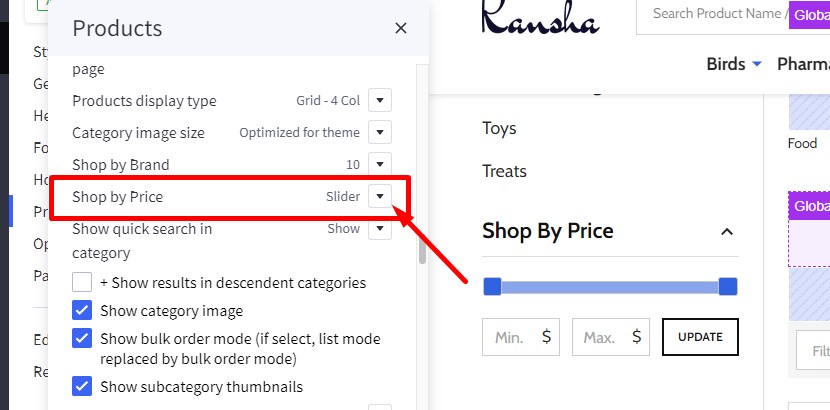 Products
page
Products display type Grid - 4 Col
Category image size Optimized for theme
Shop by Brand 10
Shop by Price Slider
Show quick search in Show
category
+ Show results in descendent categories
Show category image
Show bulk order mode (if select, list mode
replaced by bulk order mode)
Show subcategory thumbnails
Sty
Ge
He
Fo
Ho
Pr
Op
Pa
Ed
Re
Kansha
Search Product Name /
Global
Birds Pharma
Toys
Treats
Shop By Price
Min. $ Max. $ UPDATE
Food
Global
Filt